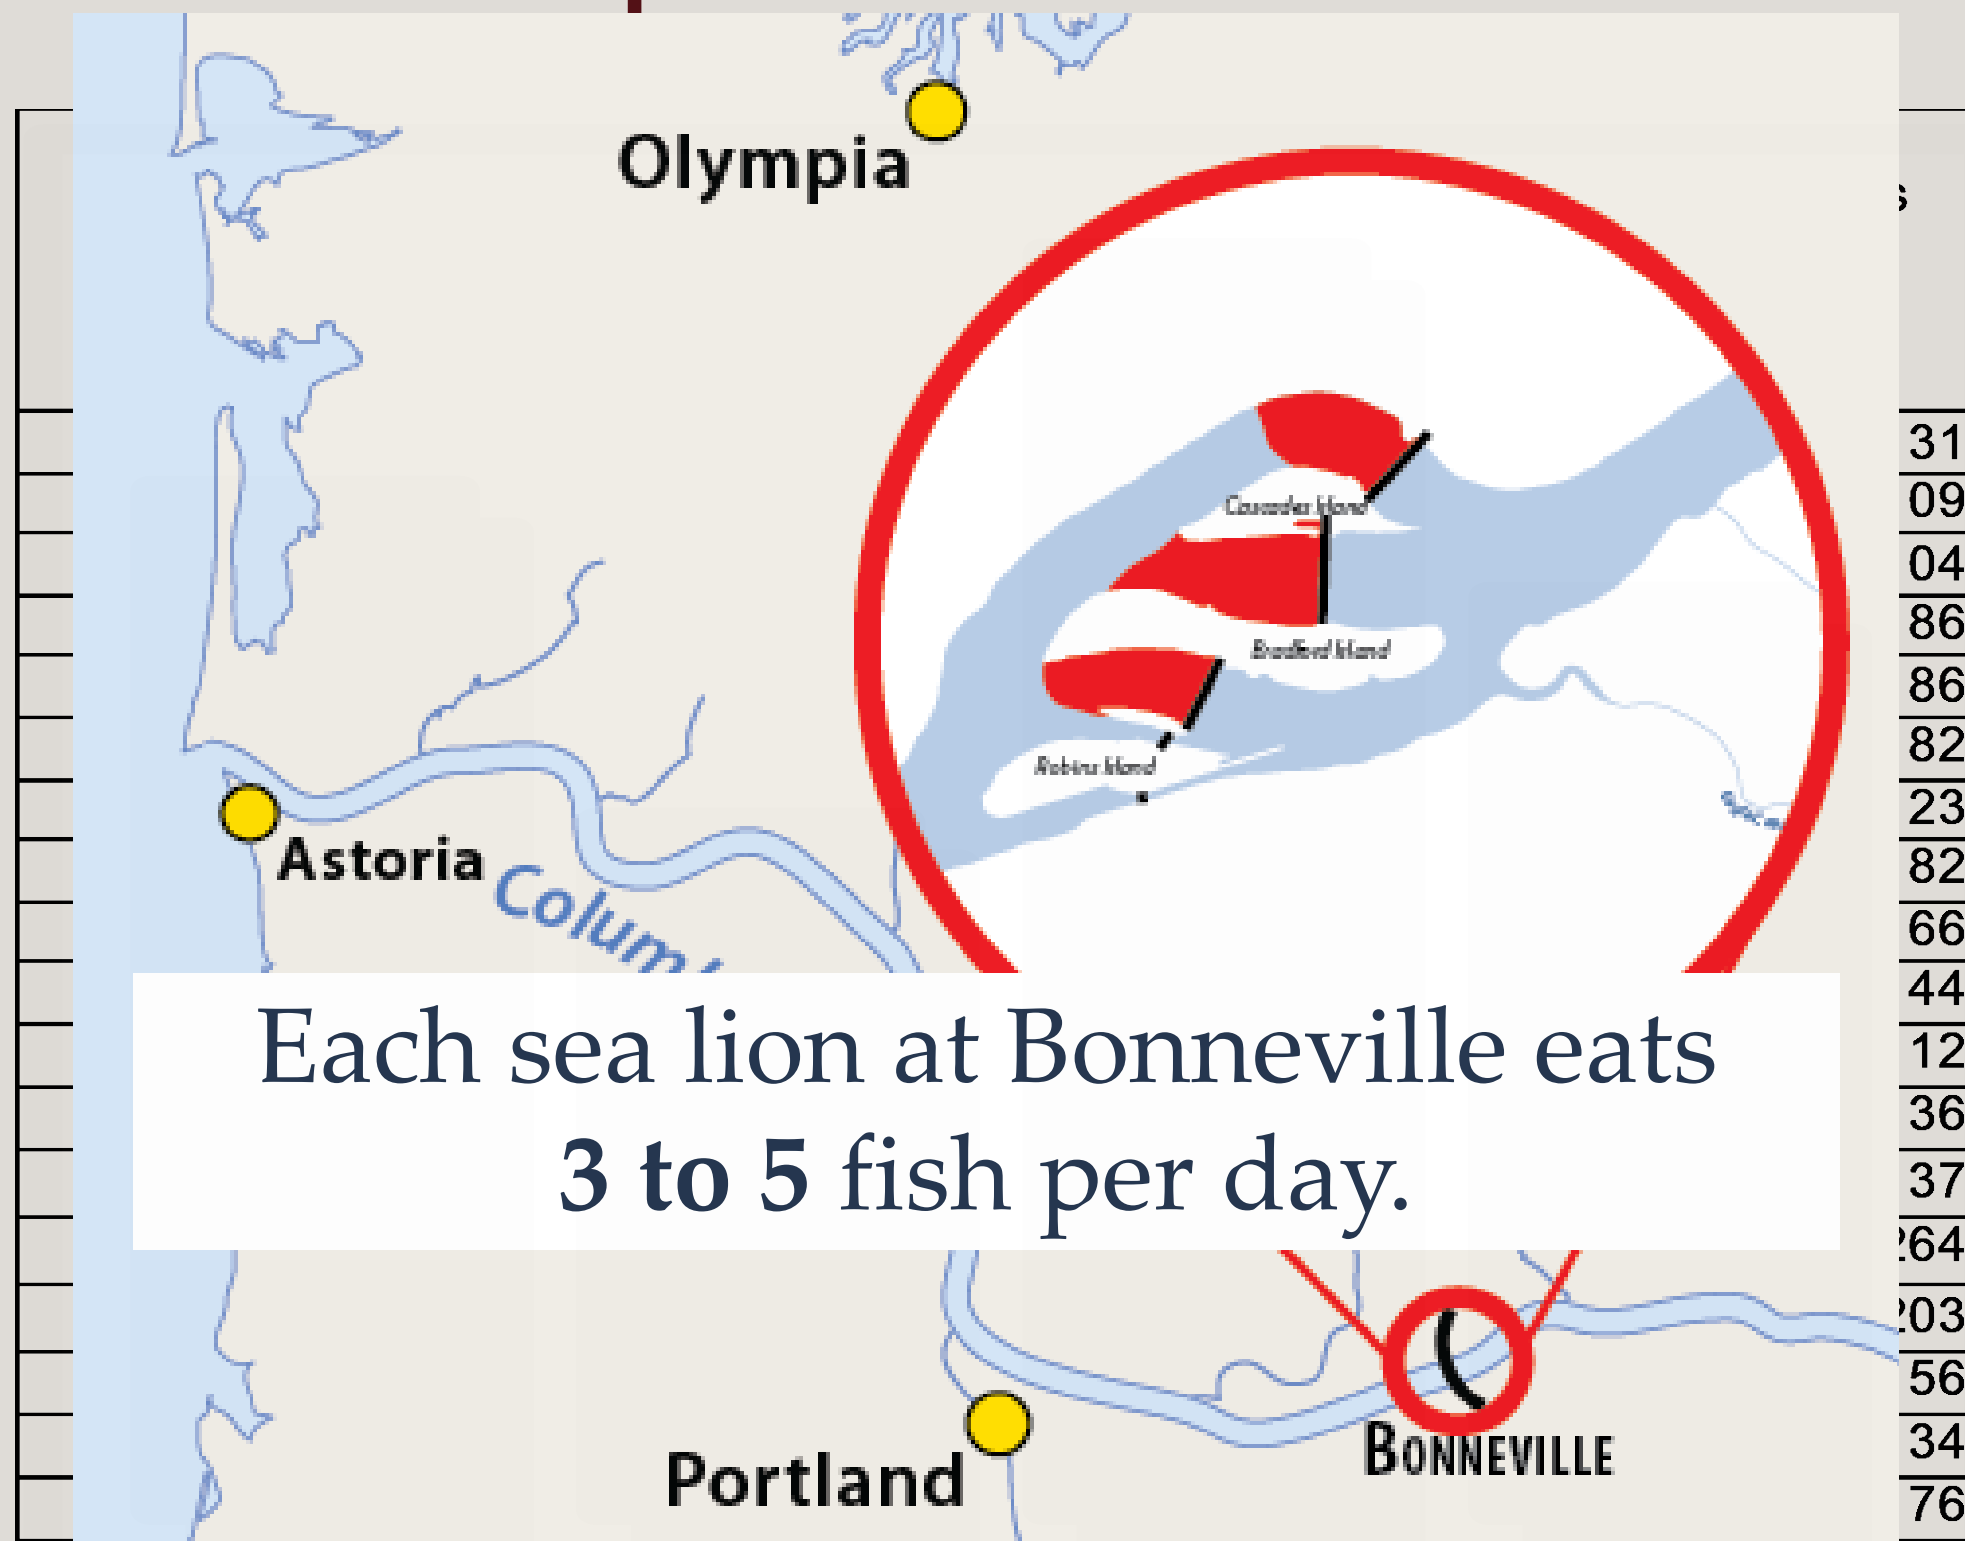 Olympia
Cascades Island
Bradford Island
Robins Island
Astoria
Each sea lion at Bonneville eats
3 to 5 fish per day.
BONNEVILLE
Portland
31
09
04
86
86
82
23
82
66
44
12
36
37
264
203
56
34
76